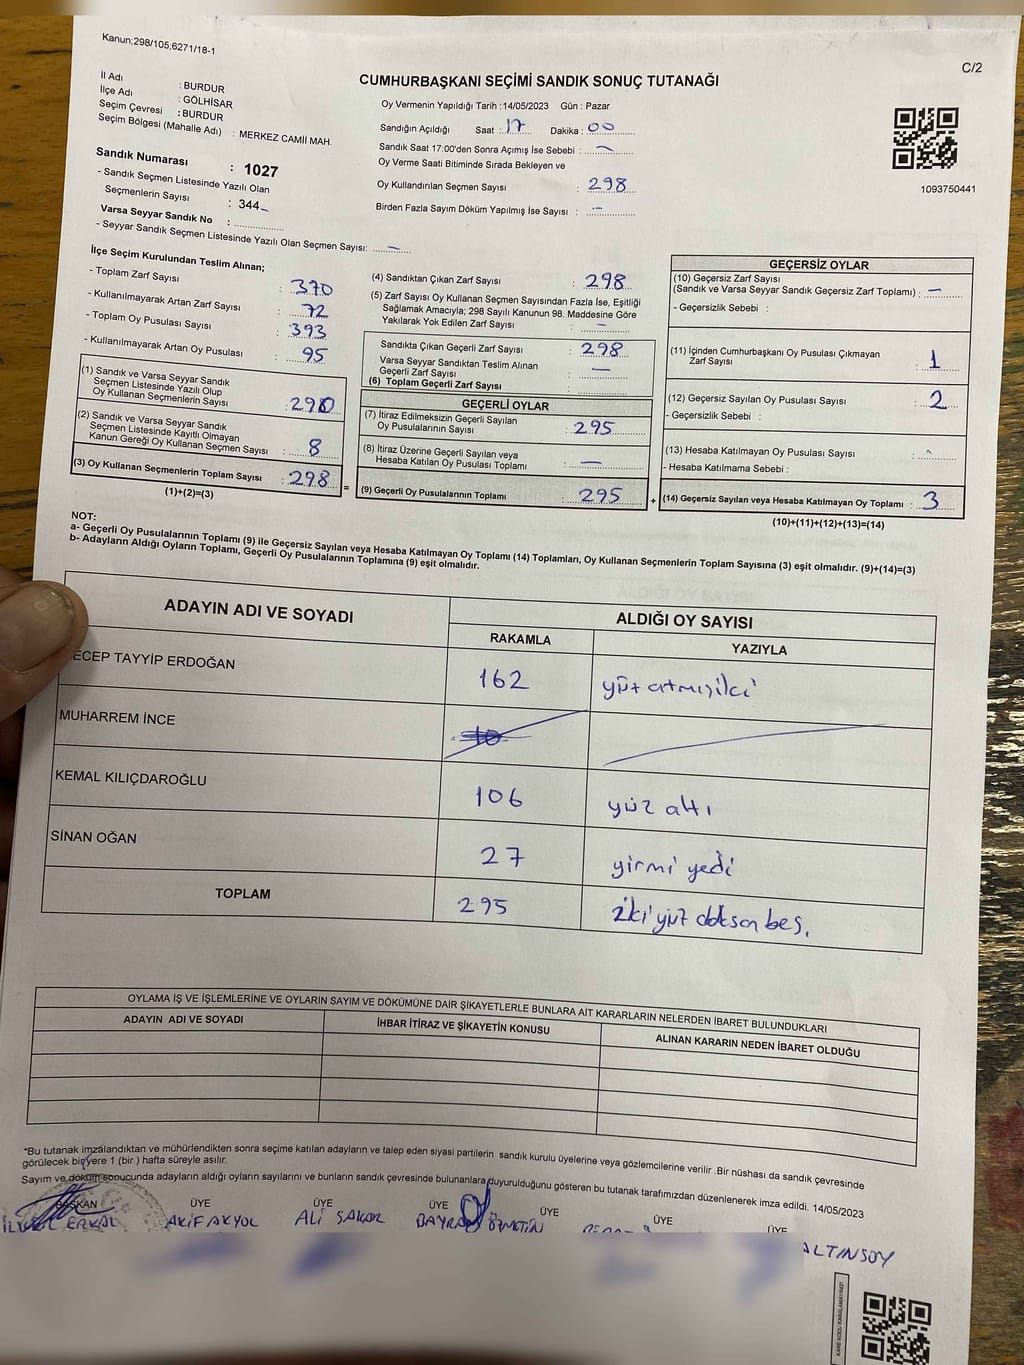 Kanun;298/105;6271/18-1
C/2
CUMHURBAŞKANI SEÇİMİ SANDIK SONUÇ TUTANAĞI
İl Adı : BURDUR
İlçe Adı : GÖLHİSAR
Seçim Çevresi : BURDUR
Seçim Bölgesi (Mahalle Adı) : MERKEZ CAMİİ MAH.
Sandık Numarası : 1027
- Sandık Seçmen Listesinde Yazılı Olan
Seçmenlerin Sayısı : 344
Varsa Seyyar Sandık No :
- Seyyar Sandık Seçmen Listesinde Yazılı Olan Seçmen Sayısı: —
Oy Vermenin Yapıldığı Tarih :14/05/2023 Gün : Pazar
Sandığın Açıldığı Saat : 17 Dakika : 00
Sandık Saat 17:00'den Sonra Açımış İse Sebebi : —
Oy Verme Saati Bitiminde Sırada Bekleyen ve
Oy Kullandırılan Seçmen Sayısı : 298
Birden Fazla Sayım Döküm Yapılmış İse Sayısı : —
1093750441
İlçe Seçim Kurulundan Teslim Alınan;
- Toplam Zarf Sayısı : 370
- Kullanılmayarak Artan Zarf Sayısı : 72
- Toplam Oy Pusulası Sayısı : 393
- Kullanılmayarak Artan Oy Pusulası : 95
(1) Sandık ve Varsa Seyyar Sandık
Seçmen Listesinde Yazılı Olup
Oy Kullanan Seçmenlerin Sayısı : 290
(2) Sandık ve Varsa Seyyar Sandık
Seçmen Listesinde Kayıtlı Olmayan
Kanun Gereği Oy Kullanan Seçmen Sayısı : 8
(3) Oy Kullanan Seçmenlerin Toplam Sayısı : 298 =
(1)+(2)=(3)
(4) Sandıktan Çıkan Zarf Sayısı : 298
(5) Zarf Sayısı Oy Kullanan Seçmen Sayısından Fazla İse, Eşitliği
Sağlamak Amacıyla; 298 Sayılı Kanunun 98. Maddesine Göre
Yakılarak Yok Edilen Zarf Sayısı : —
Sandıkta Çıkan Geçerli Zarf Sayısı : 298
Varsa Seyyar Sandıktan Teslim Alınan
Geçerli Zarf Sayısı : —
(6) Toplam Geçerli Zarf Sayısı :
GEÇERLİ OYLAR
(7) İtiraz Edilmeksizin Geçerli Sayılan
Oy Pusulalarının Sayısı : 295
(8) İtiraz Üzerine Geçerli Sayılan veya
Hesaba Katılan Oy Pusulası Toplamı : —
(9) Geçerli Oy Pusulalarının Toplamı : 295 +
GEÇERSİZ OYLAR
(10) Geçersiz Zarf Sayısı
(Sandık ve Varsa Seyyar Sandık Geçersiz Zarf Toplamı) : —
- Geçersizlik Sebebi :
(11) İçinden Cumhurbaşkanı Oy Pusulası Çıkmayan
Zarf Sayısı : 1
(12) Geçersiz Sayılan Oy Pusulası Sayısı : 2
- Geçersizlik Sebebi :
(13) Hesaba Katılmayan Oy Pusulası Sayısı :
- Hesaba Katılmama Sebebi :
(14) Geçersiz Sayılan veya Hesaba Katılmayan Oy Toplamı : 3
(10)+(11)+(12)+(13)=(14)
NOT:
a- Geçerli Oy Pusulalarının Toplamı (9) ile Geçersiz Sayılan veya Hesaba Katılmayan Oy Toplamı (14) Toplamları, Oy Kullanan Seçmenlerin Toplam Sayısına (3) eşit olmalıdır. (9)+(14)=(3)
b- Adayların Aldığı Oyların Toplamı, Geçerli Oy Pusulalarının Toplamına (9) eşit olmalıdır.
ADAYIN ADI VE SOYADI
ALDIĞI OY SAYISI
RAKAMLA YAZIYLA
ECEP TAYYİP ERDOĞAN 162 yüz atmışiki
MUHARREM İNCE
KEMAL KILIÇDAROĞLU 106 yüz altı
SİNAN OĞAN 27 yirmi yedi
TOPLAM 295 iki yüz doksan beş.
OYLAMA İŞ VE İŞLEMLERİNE VE OYLARIN SAYIM VE DÖKÜMÜNE DAİR ŞİKAYETLERLE BUNLARA AİT KARARLARIN NELERDEN İBARET BULUNDUKLARI
ADAYIN ADI VE SOYADI İHBAR İTİRAZ VE ŞİKAYETİN KONUSU ALINAN KARARIN NEDEN İBARET OLDUĞU
*Bu tutanak imzalandıktan ve mühürlendikten sonra seçime katılan adayların ve talep eden siyasi partilerin sandık kurulu üyelerine veya gözlemcilerine verilir .Bir nüshası da sandık çevresinde
görülecek bir yere 1 (bir ) hafta süreyle asılır.
Sayım ve döküm sonucunda adayların aldığı oyların sayılarını ve bunların sandık çevresinde bulunanlara duyurulduğunu gösteren bu tutanak tarafımızdan düzenlenerek imza edildi. 14/05/2023
BAŞKAN ÜYE ÜYE ÜYE ÜYE ÜYE ÜYE
ERKAL AKİF AKYOL ALİ SAKAR ÖZMETİN
ALTINSOY